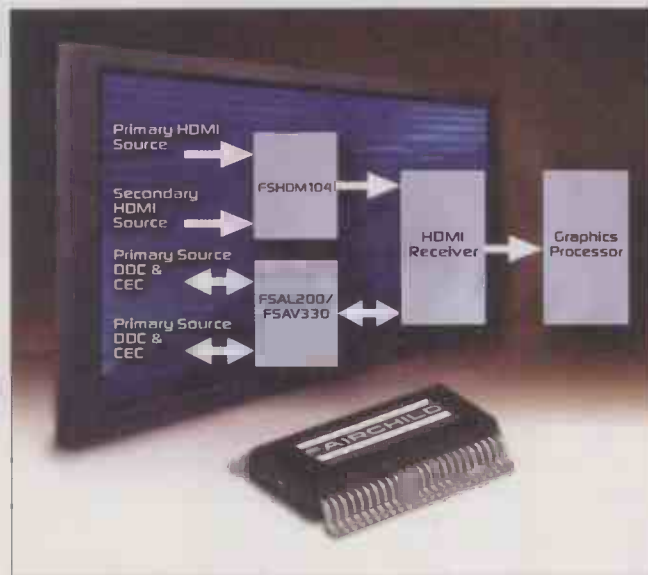 Primary HDMI
Source
Secondary
HDMI
Source
Primary Source
DDC &
CEC
Primary Source
DDC &
CEC
FSHDM104
FSAL200/
FSAV330
HDMI
Receiver
Graphics
Processor
FAIRCHILD